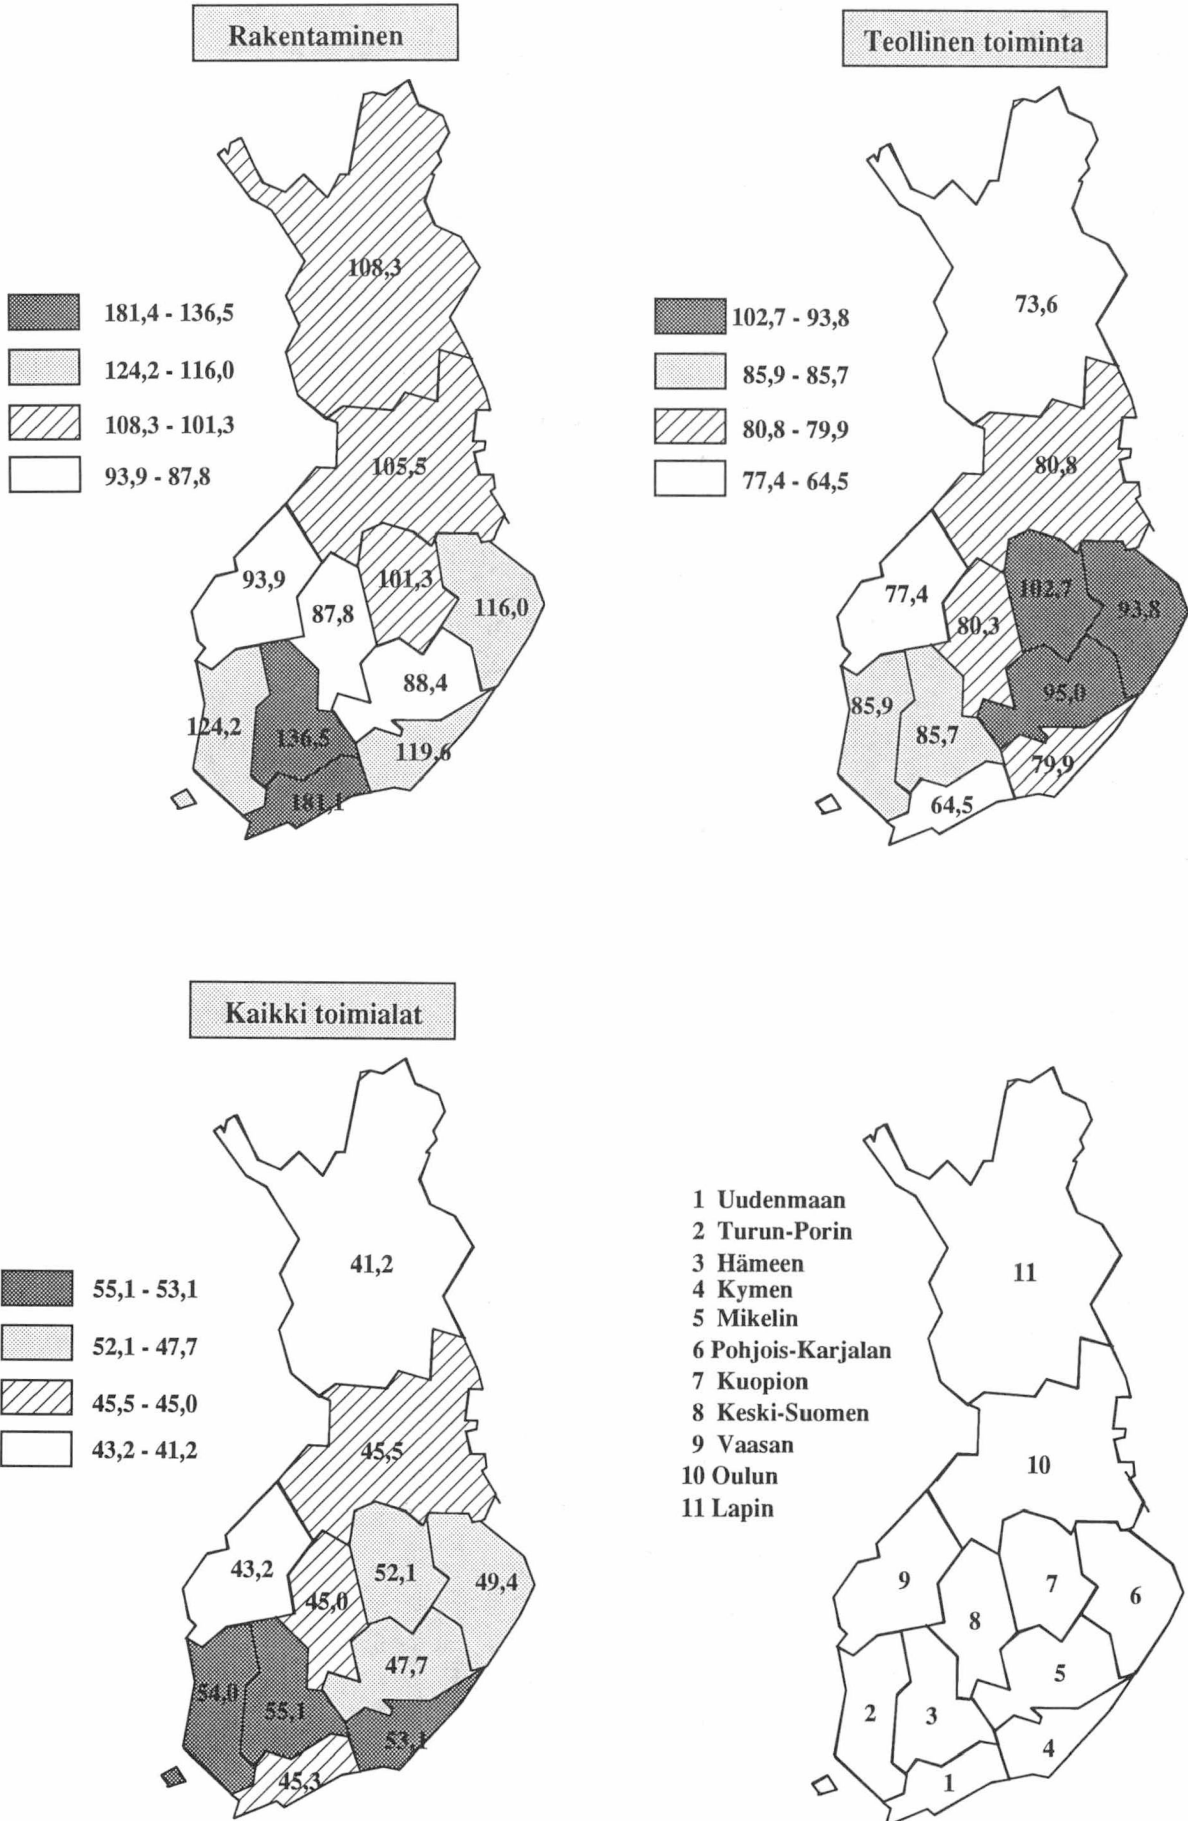 Rakentaminen
181,4 - 136,5
124,2 - 116,0
108,3 - 101,3
93,9 - 87,8
108,3
105,5
93,9
87,8
101,3
116,0
88,4
124,2
136,5
119,6
181,1
Teollinen toiminta
102,7 - 93,8
85,9 - 85,7
80,8 - 79,9
77,4 - 64,5
73,6
80,8
77,4
80,3
102,7
93,8
95,0
85,9
85,7
79,9
64,5
Kaikki toimialat
55,1 - 53,1
52,1 - 47,7
45,5 - 45,0
43,2 - 41,2
41,2
45,5
43,2
45,0
52,1
49,4
47,7
54,0
55,1
53,1
45,3
1 Uudenmaan
2 Turun-Porin
3 Hämeen
4 Kymen
5 Mikelin
6 Pohjois-Karjalan
7 Kuopion
8 Keski-Suomen
9 Vaasan
10 Oulun
11 Lapin
11
10
9
8
7
6
5
2
3
4
1